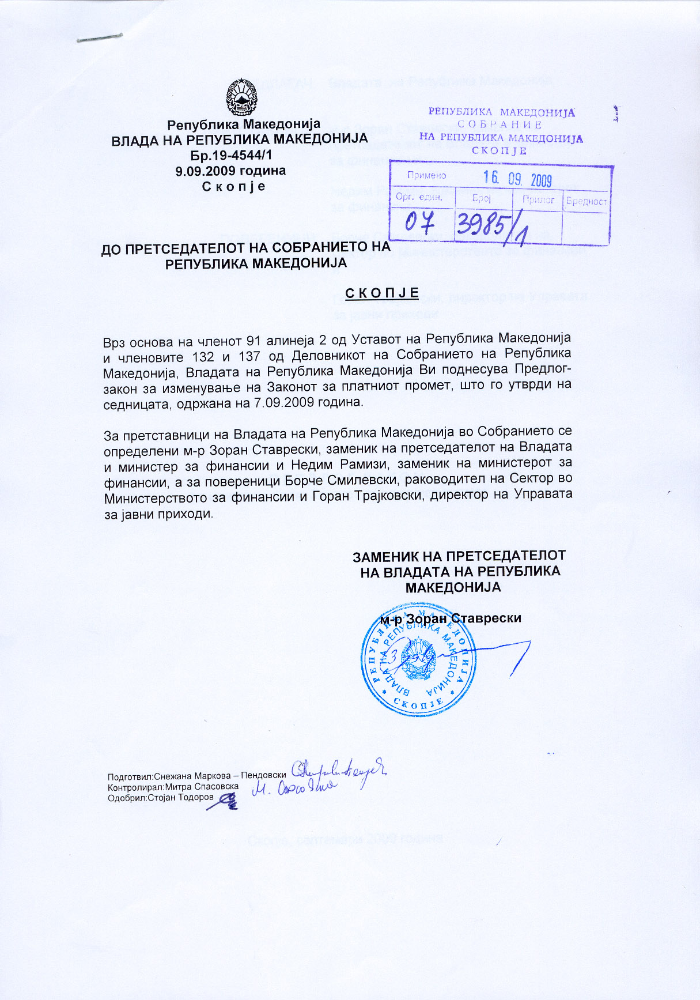 Република Македонија
ВЛАДА НА РЕПУБЛИКА МАКЕДОНИЈА
Бр.19-4544/1
9.09.2009 година
С к о п ј е
РЕПУБЛИКА МАКЕДОНИЈА
СОБРАНИЕ
НА РЕПУБЛИКА МАКЕДОНИЈА
СКОПЈЕ
Примено 16. 09. 2009
Орг. един. Број Прилог Вредност
07 3985/1
ДО ПРЕТСЕДАТЕЛОТ НА СОБРАНИЕТО НА
РЕПУБЛИКА МАКЕДОНИЈА
С К О П Ј Е
Врз основа на членот 91 алинеја 2 од Уставот на Република Македонија
и членовите 132 и 137 од Деловникот на Собранието на Република
Македонија, Владата на Република Македонија Ви поднесува Предлог-
закон за изменување на Законот за платниот промет, што го утврди на
седницата, одржана на 7.09.2009 година.
За претставници на Владата на Република Македонија во Собранието се
определени м-р Зоран Ставрески, заменик на претседателот на Владата
и министер за финансии и Недим Рамизи, заменик на министерот за
финансии, а за повереници Борче Смилевски, раководител на Сектор во
Министерството за финансии и Горан Трајковски, директор на Управата
за јавни приходи.
ЗАМЕНИК НА ПРЕТСЕДАТЕЛОТ
НА ВЛАДАТА НА РЕПУБЛИКА
МАКЕДОНИЈА
м-р Зоран Ставрески
РЕПУБЛИКА МАКЕДОНИЈА
ВЛАДА НА РЕПУБЛИКА МАКЕДОНИЈА
СКОПЈЕ
Подготвил:Снежана Маркова – Пендовски
Контролирал:Митра Спасовска
Одобрил:Стојан Тодоров